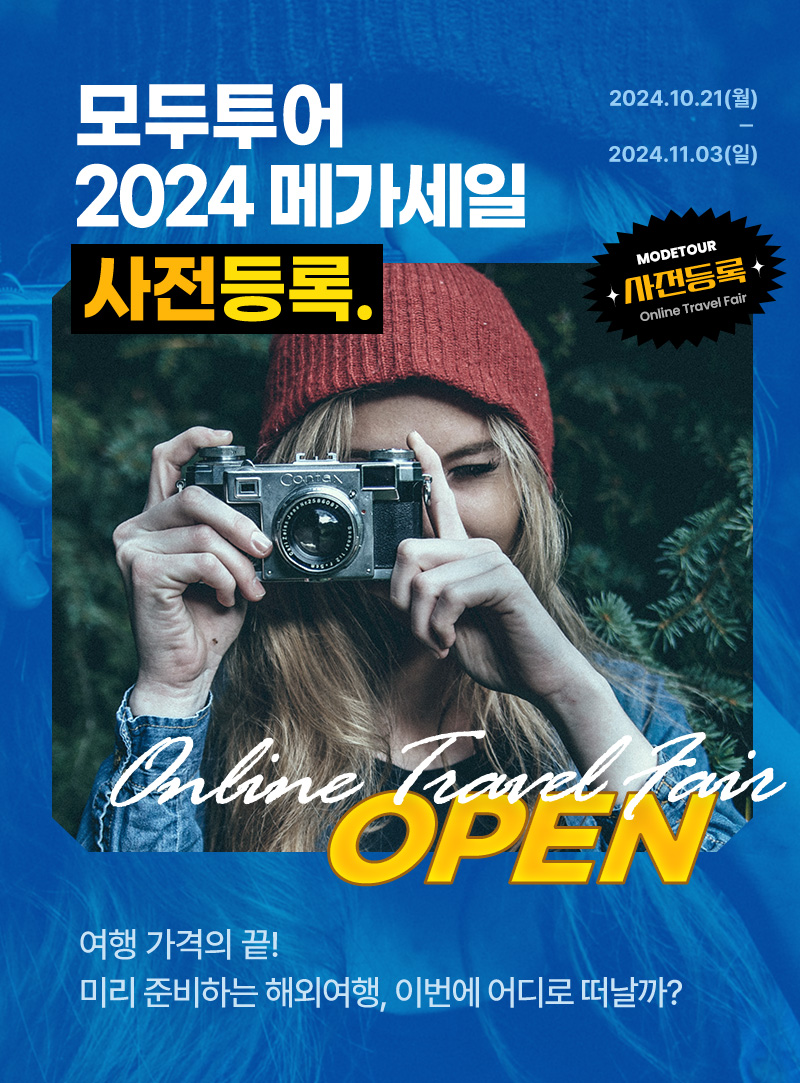 모두투어
2024 메가세일
사전등록.
2024.10.21(월)
–
2024.11.03(일)
MODETOUR
사전등록
Online Travel Fair
Contax
Online Travel Fair
OPEN
여행 가격의 끝!
미리 준비하는 해외여행, 이번에 어디로 떠날까?